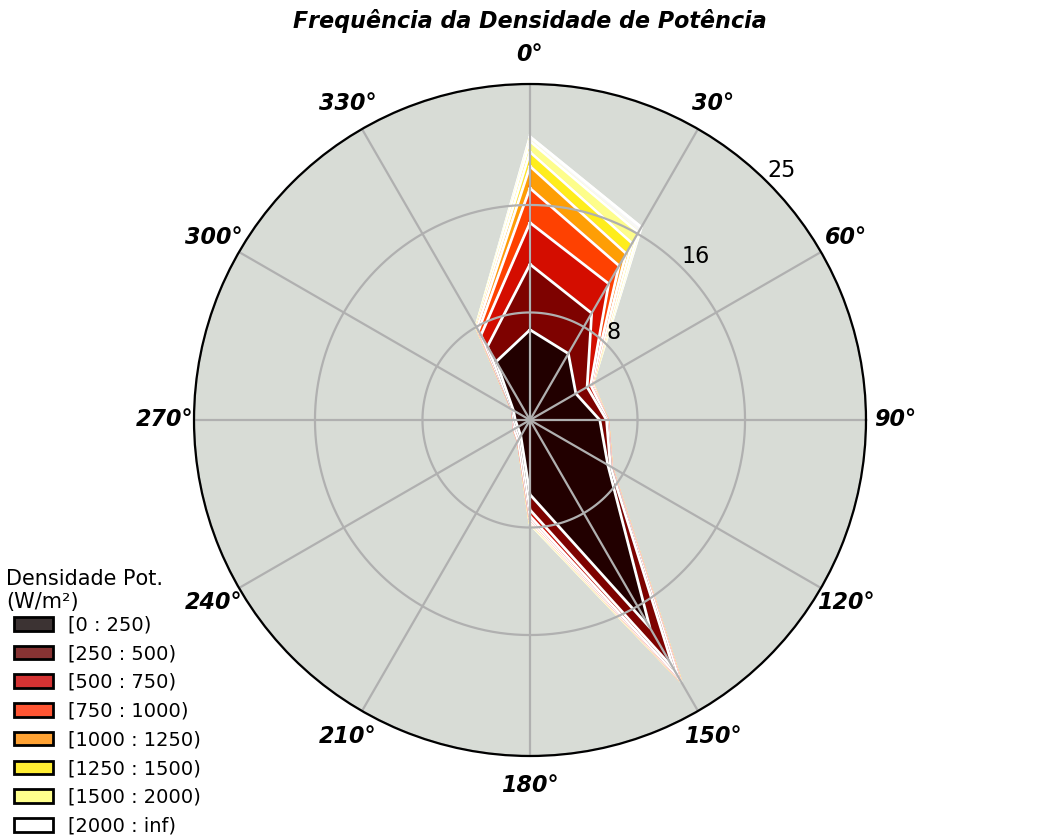 Frequência da Densidade de Potência
0°
330°
30°
25
300°
60°
16
8
270°
90°
240°
120°
210°
150°
180°
Densidade Pot.
(W/m²)
[0 : 250)
[250 : 500)
[500 : 750)
[750 : 1000)
[1000 : 1250)
[1250 : 1500)
[1500 : 2000)
[2000 : inf)